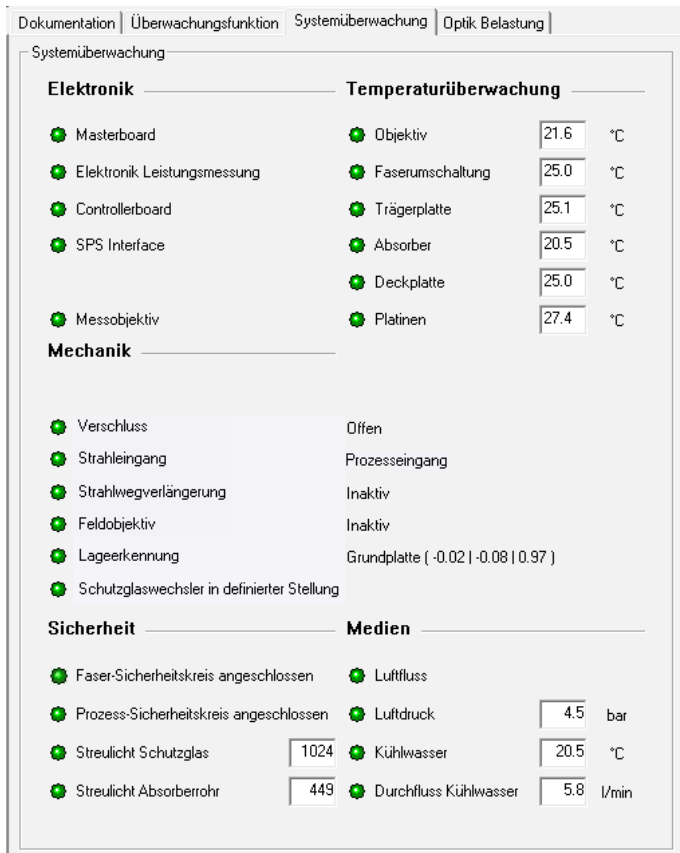 Dokumentation Überwachungsfunktion Systemüberwachung Optik Belastung
Systemüberwachung
Elektronik Temperaturüberwachung
Masterboard Objektiv 21.6 °C
Elektronik Leistungsmessung Faserumschaltung 25.0 °C
Controllerboard Trägerplatte 25.1 °C
SPS Interface Absorber 20.5 °C
Deckplatte 25.0 °C
Messobjektiv Platinen 27.4 °C
Mechanik
Verschluss Offen
Strahleingang Prozesseingang
Strahlwegverlängerung Inaktiv
Feldobjektiv Inaktiv
Lageerkennung Grundplatte ( -0.02 | -0.08 | 0.97 )
Schutzglaswechsler in definierter Stellung
Sicherheit Medien
Faser-Sicherheitskreis angeschlossen Luftfluss
Prozess-Sicherheitskreis angeschlossen Luftdruck 4.5 bar
Streulicht Schutzglas 1024 Kühlwasser 20.5 °C
Streulicht Absorberrohr 449 Durchfluss Kühlwasser 5.8 l/min